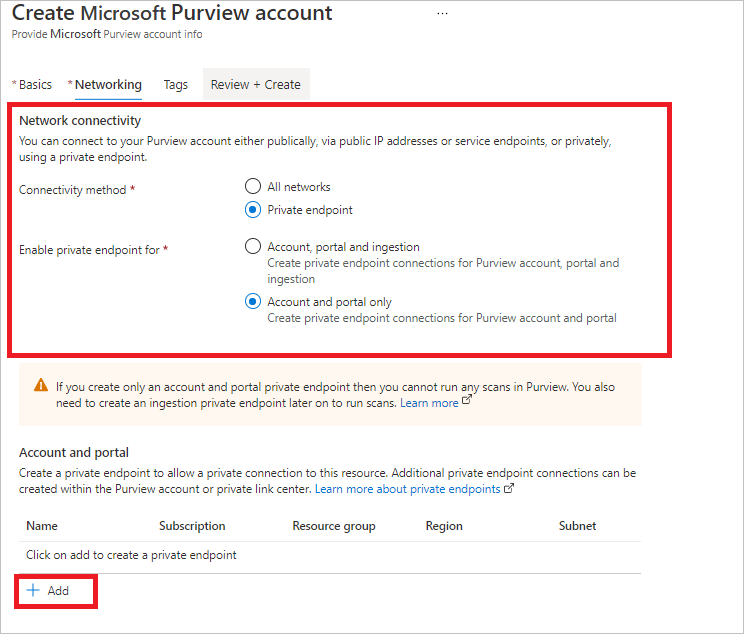 Create Microsoft Purview account ...
Provide Microsoft Purview account info
* Basics * Networking Tags Review + Create
Network connectivity
You can connect to your Purview account either publically, via public IP addresses or service endpoints, or privately,
using a private endpoint.
Connectivity method *
All networks
Private endpoint
Enable private endpoint for *
Account, portal and ingestion
Create private endpoint connections for Purview account, portal and
ingestion
Account and portal only
Create private endpoint connections for Purview account and portal
If you create only an account and portal private endpoint then you cannot run any scans in Purview. You also
need to create an ingestion private endpoint later on to run scans. Learn more
Account and portal
Create a private endpoint to allow a private connection to this resource. Additional private endpoint connections can be
created within the Purview account or private link center. Learn more about private endpoints
Name Subscription Resource group Region Subnet
Click on add to create a private endpoint
+ Add